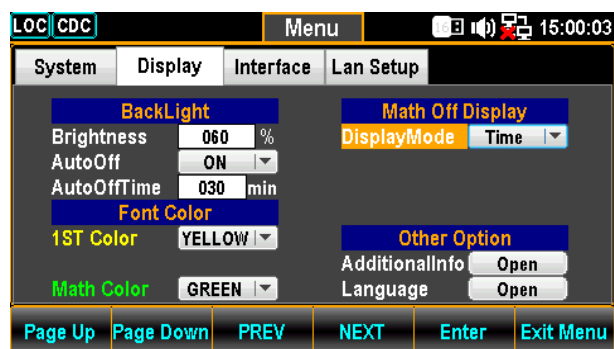 LOC CDC Menu 16 15:00:03
System Display Interface Lan Setup
BackLight
Brightness 060 %
AutoOff ON
AutoOffTime 030 min
Font Color
1ST Color YELLOW
Math Color GREEN
Math Off Display
DisplayMode Time
Other Option
AdditionalInfo Open
Language Open
Page Up Page Down PREV NEXT Enter Exit Menu